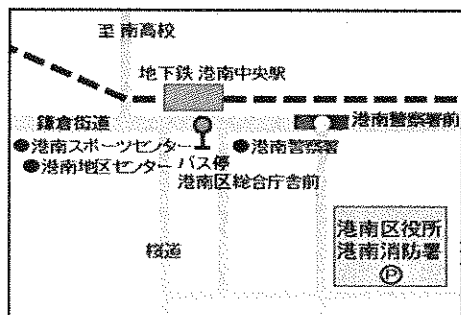 至 南高校
地下鉄 港南中央駅
鎌倉街道
港南警察署前
●港南スポーツセンター
●港南警察署
●港南地区センター
バス停
港南区総合庁舎前
桜道
港南区役所
港南消防署
Ⓟ